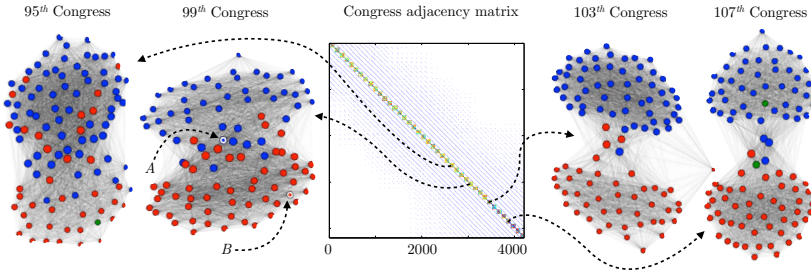 95th Congress
99th Congress
Congress adjacency matrix
103th Congress
107th Congress
A
B
0
2000
4000